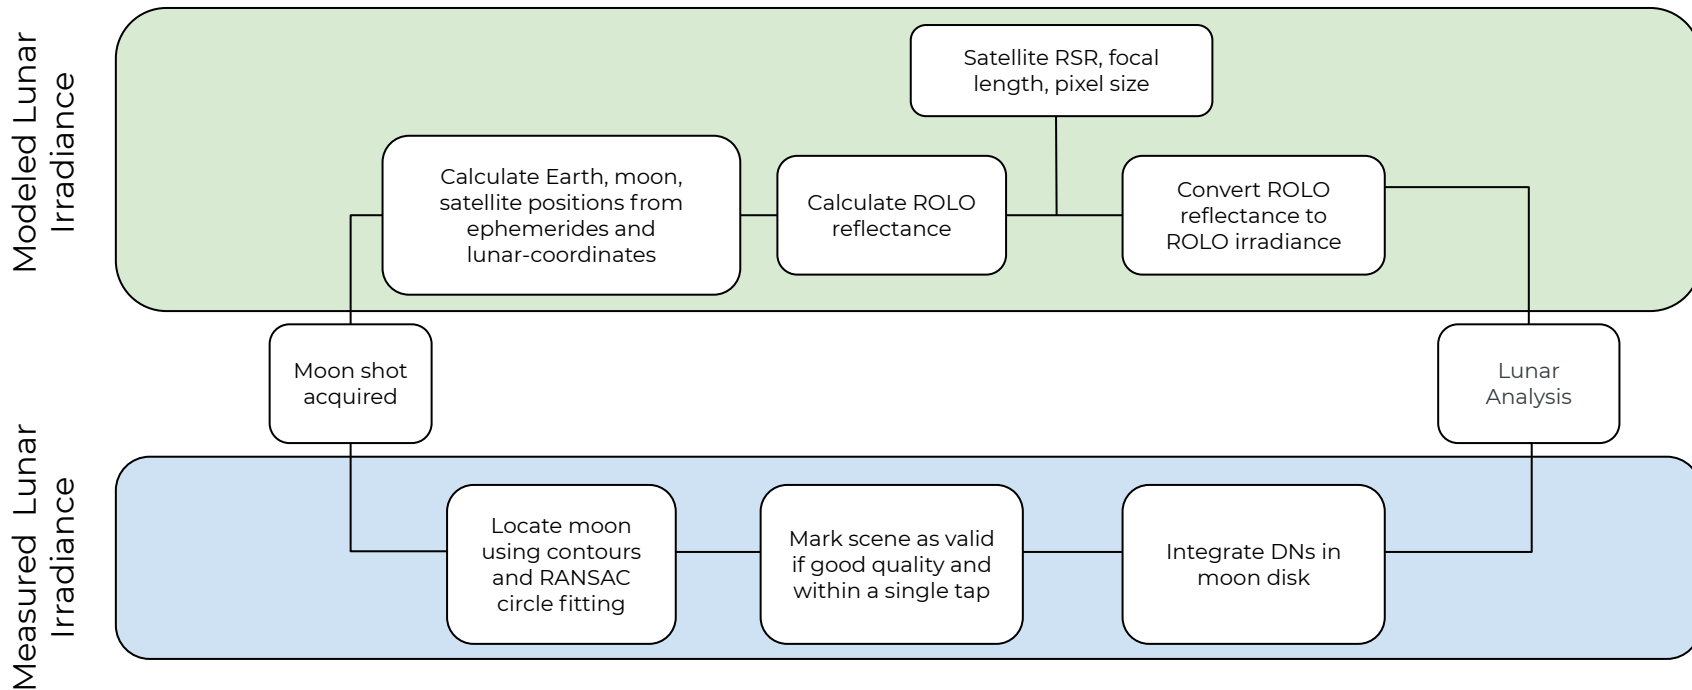 Modeled Lunar
Irradiance
Satellite RSR, focal
length, pixel size
Calculate Earth, moon,
satellite positions from
ephemerides and
lunar-coordinates
Calculate ROLO
reflectance
Convert ROLO
reflectance to
ROLO irradiance
Moon shot
acquired
Lunar
Analysis
Measured Lunar
Irradiance
Locate moon
using contours
and RANSAC
circle fitting
Mark scene as valid
if good quality and
within a single tap
Integrate DNs in
moon disk